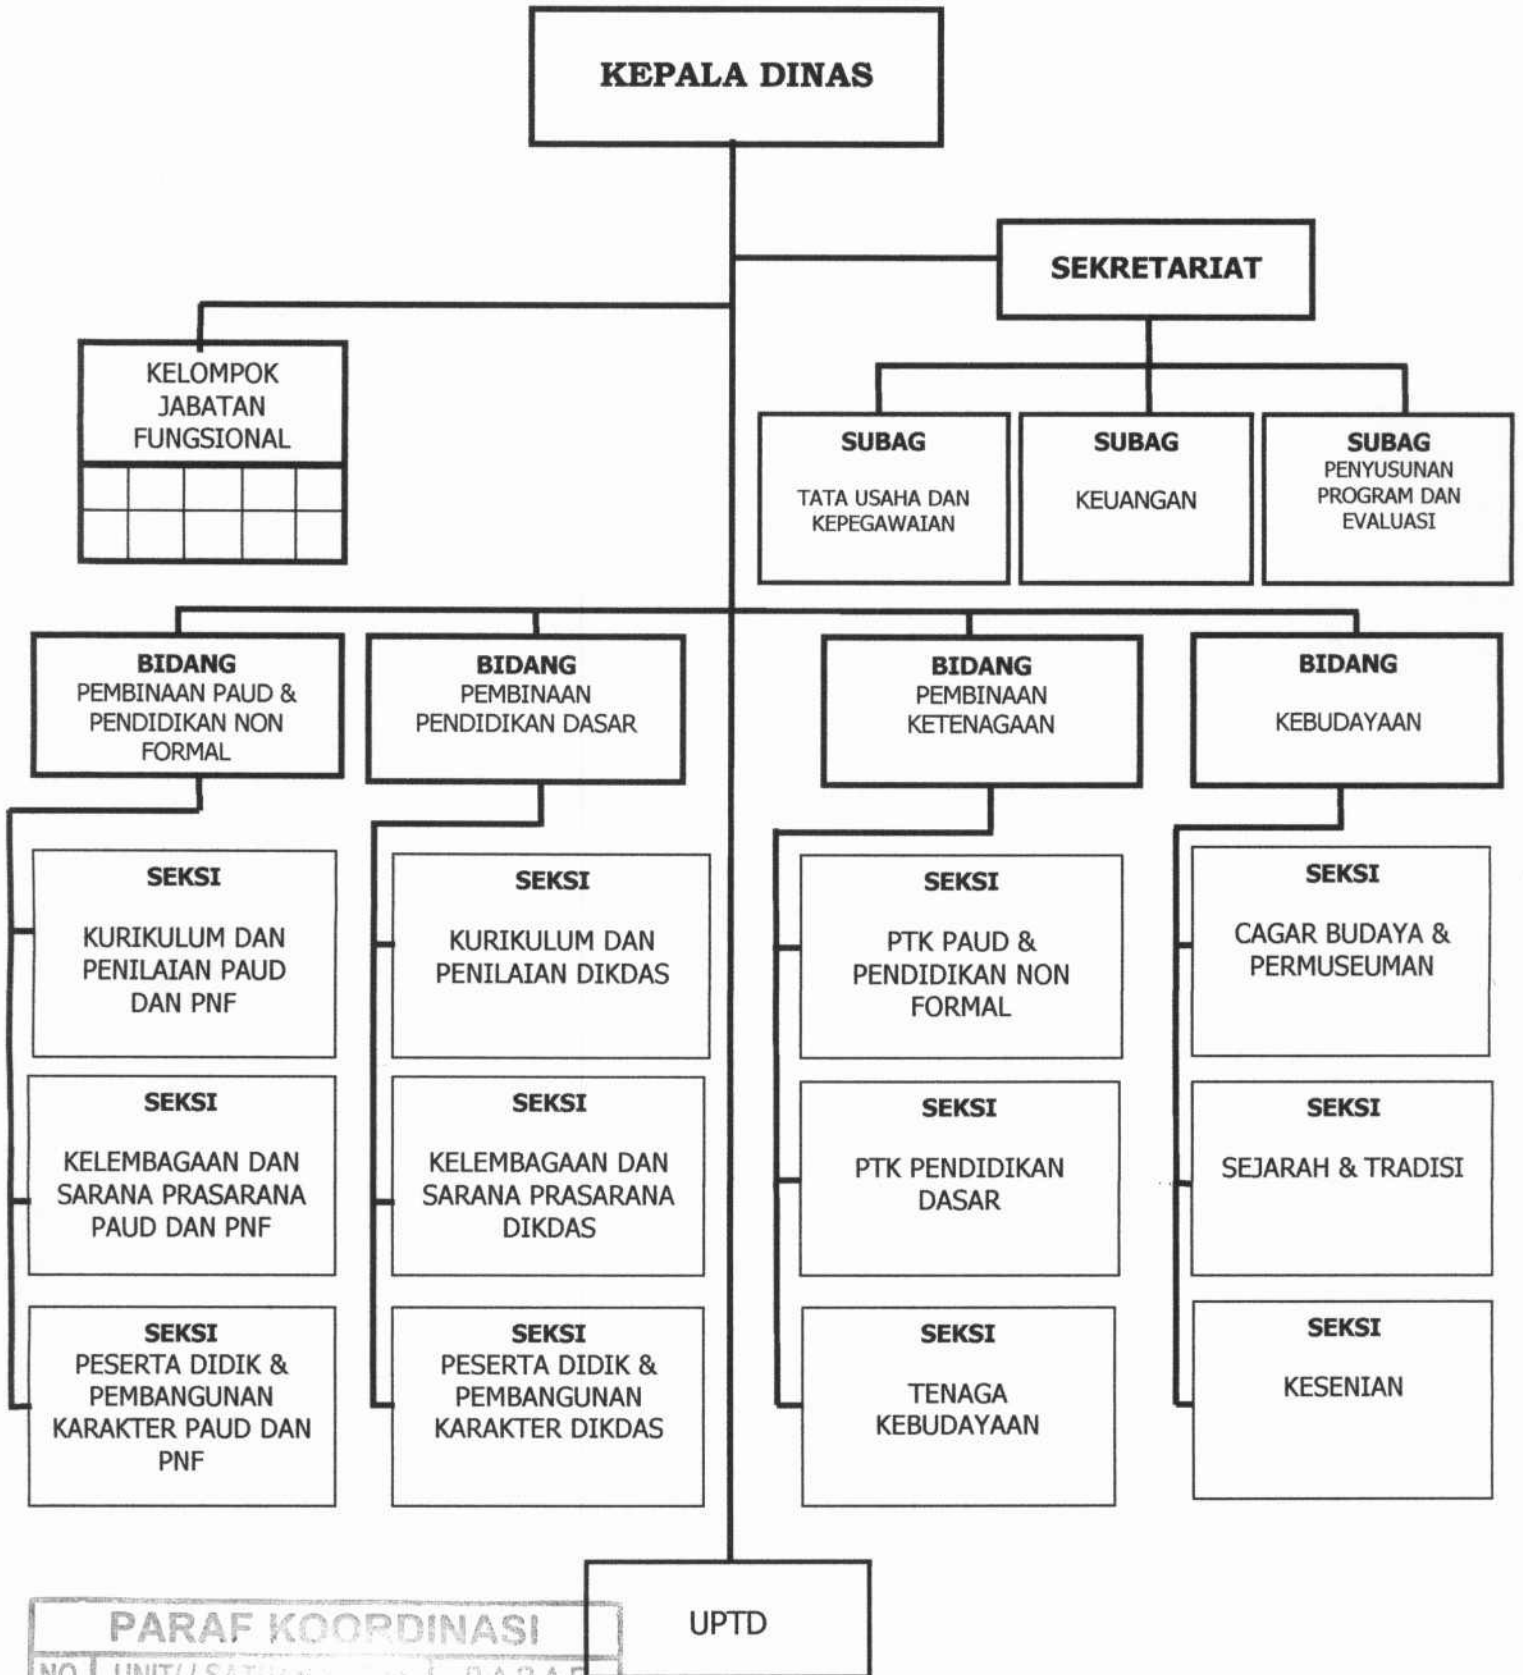 KEPALA DINAS
SEKRETARIAT
KELOMPOK
JABATAN
FUNGSIONAL
SUBAG
TATA USAHA DAN
KEPEGAWAIAN
SUBAG
KEUANGAN
SUBAG
PENYUSUNAN
PROGRAM DAN
EVALUASI
BIDANG
PEMBINAAN PAUD &
PENDIDIKAN NON
FORMAL
BIDANG
PEMBINAAN
PENDIDIKAN DASAR
BIDANG
PEMBINAAN
KETENAGAAN
BIDANG
KEBUDAYAAN
SEKSI
KURIKULUM DAN
PENILAIAN PAUD
DAN PNF
SEKSI
KURIKULUM DAN
PENILAIAN DIKDAS
SEKSI
PTK PAUD &
PENDIDIKAN NON
FORMAL
SEKSI
CAGAR BUDAYA &
PERMUSEUMAN
SEKSI
KELEMBAGAAN DAN
SARANA PRASARANA
PAUD DAN PNF
SEKSI
KELEMBAGAAN DAN
SARANA PRASARANA
DIKDAS
SEKSI
PTK PENDIDIKAN
DASAR
SEKSI
SEJARAH & TRADISI
SEKSI
PESERTA DIDIK &
PEMBANGUNAN
KARAKTER PAUD DAN
PNF
SEKSI
PESERTA DIDIK &
PEMBANGUNAN
KARAKTER DIKDAS
SEKSI
TENAGA
KEBUDAYAAN
SEKSI
KESENIAN
UPTD
PARAF KOORDINASI
NO UNIT/ PARAF